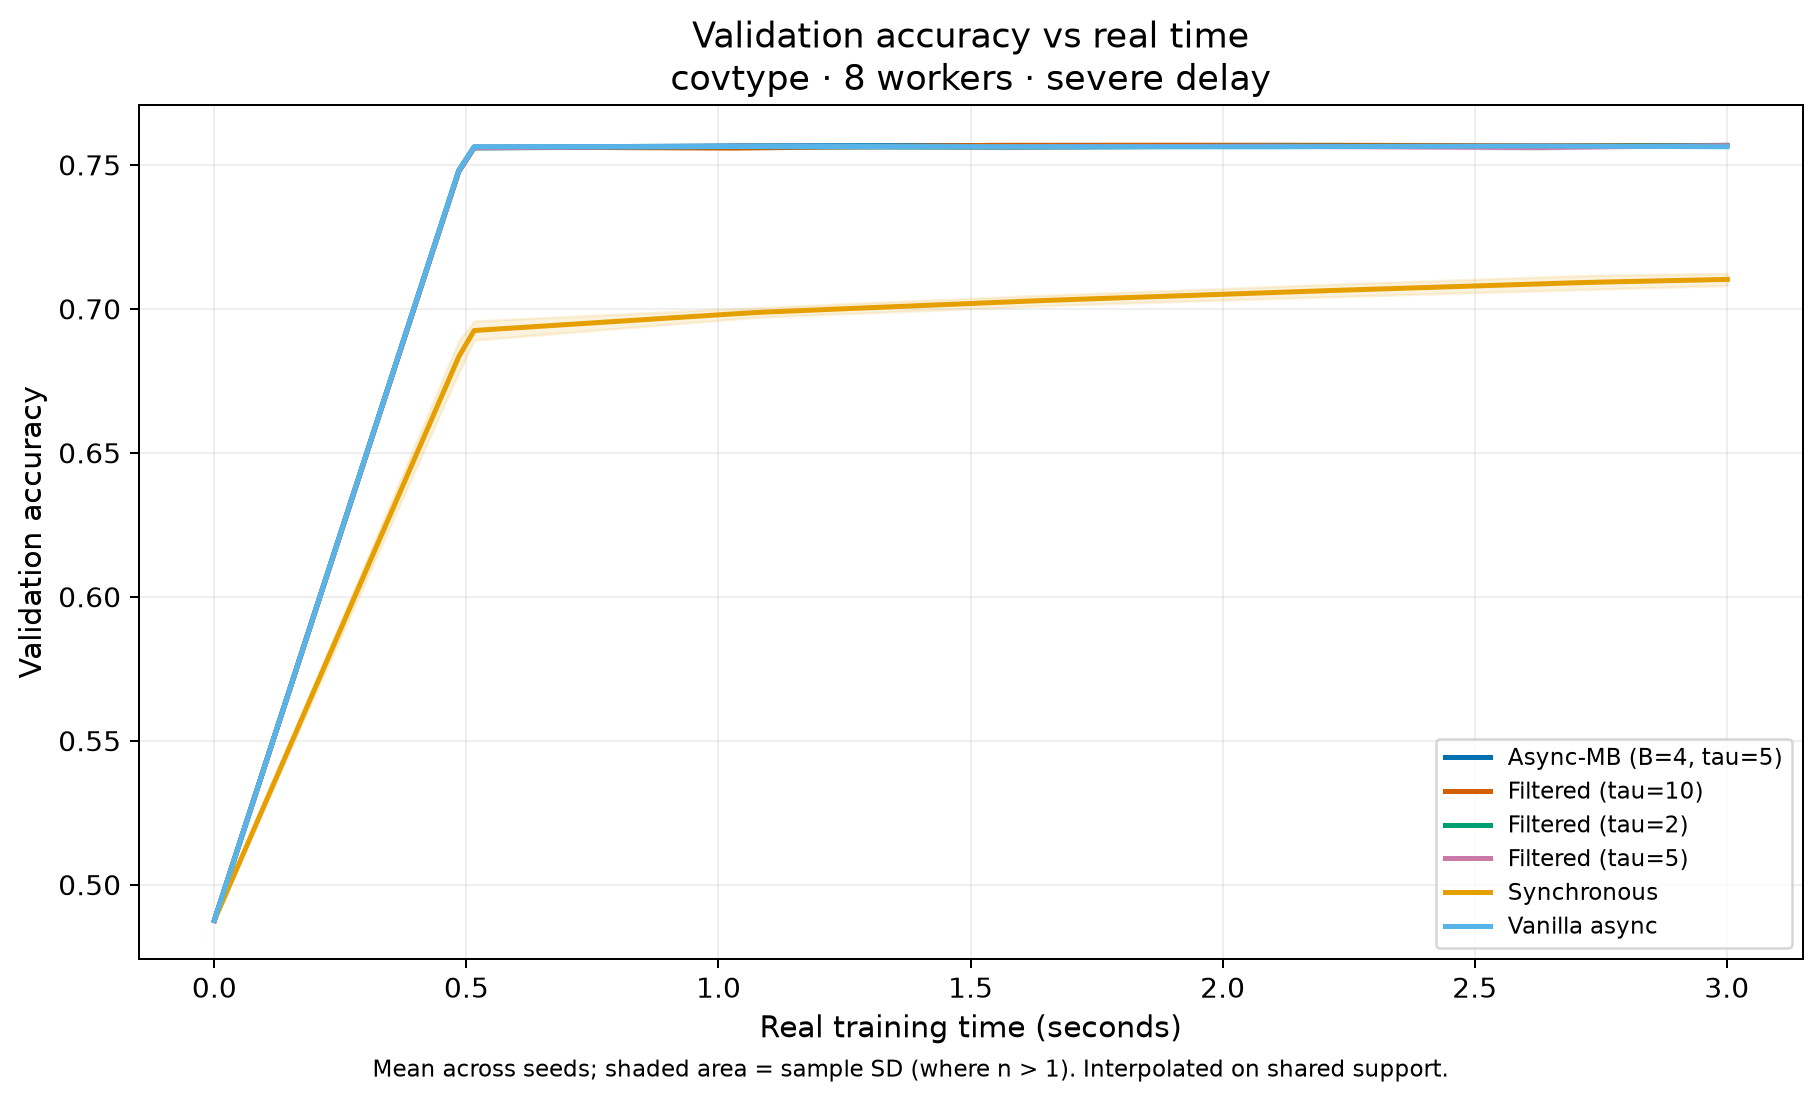 Validation accuracy vs real time
covtype · 8 workers · severe delay
Validation accuracy
0.75
0.70
0.65
0.60
0.55
0.50
Async-MB (B=4, tau=5)
Filtered (tau=10)
Filtered (tau=2)
Filtered (tau=5)
Synchronous
Vanilla async
0.0 0.5 1.0 1.5 2.0 2.5 3.0
Real training time (seconds)
Mean across seeds; shaded area = sample SD (where n > 1). Interpolated on shared support.